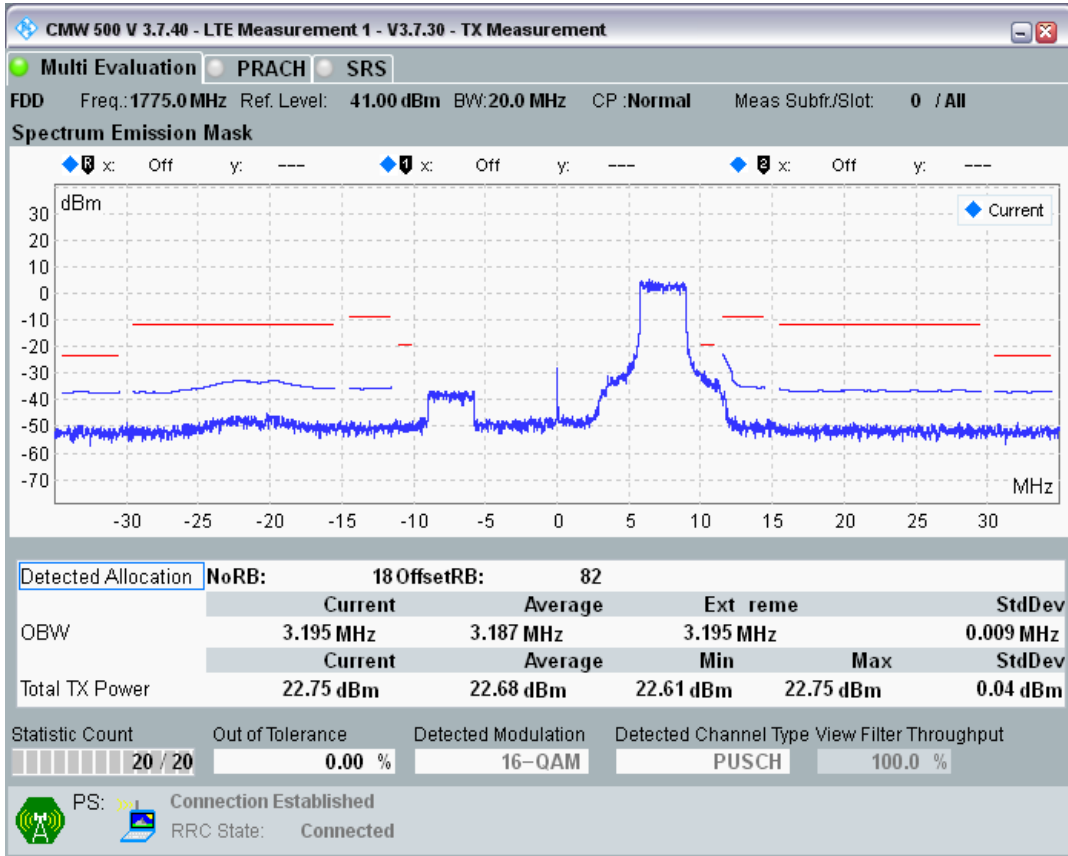 CMW 500 V 3.7.40 - LTE Measurement 1 - V3.7.30 - TX Measurement
Multi Evaluation PRACH SRS
FDD Freq.: 1775.0 MHz Ref. Level: 41.00 dBm BW: 20.0 MHz CP :Normal Meas Subfr./Slot: 0 / All
Spectrum Emission Mask
R x: Off y: --- 1 x: Off y: --- 2 x: Off y: ---
dBm
Current
30
20
10
0
-10
-20
-30
-40
-50
-60
-70
MHz
-30 -25 -20 -15 -10 -5 0 5 10 15 20 25 30
Detected Allocation NoRB: 18 OffsetRB: 82
Current Average Ext reme StdDev
OBW 3.195 MHz 3.187 MHz 3.195 MHz 0.009 MHz
Current Average Min Max StdDev
Total TX Power 22.75 dBm 22.68 dBm 22.61 dBm 22.75 dBm 0.04 dBm
Statistic Count Out of Tolerance Detected Modulation Detected Channel Type View Filter Throughput
20 / 20 0.00 % 16-QAM PUSCH 100.0 %
PS: Connection Established
RRC State: Connected